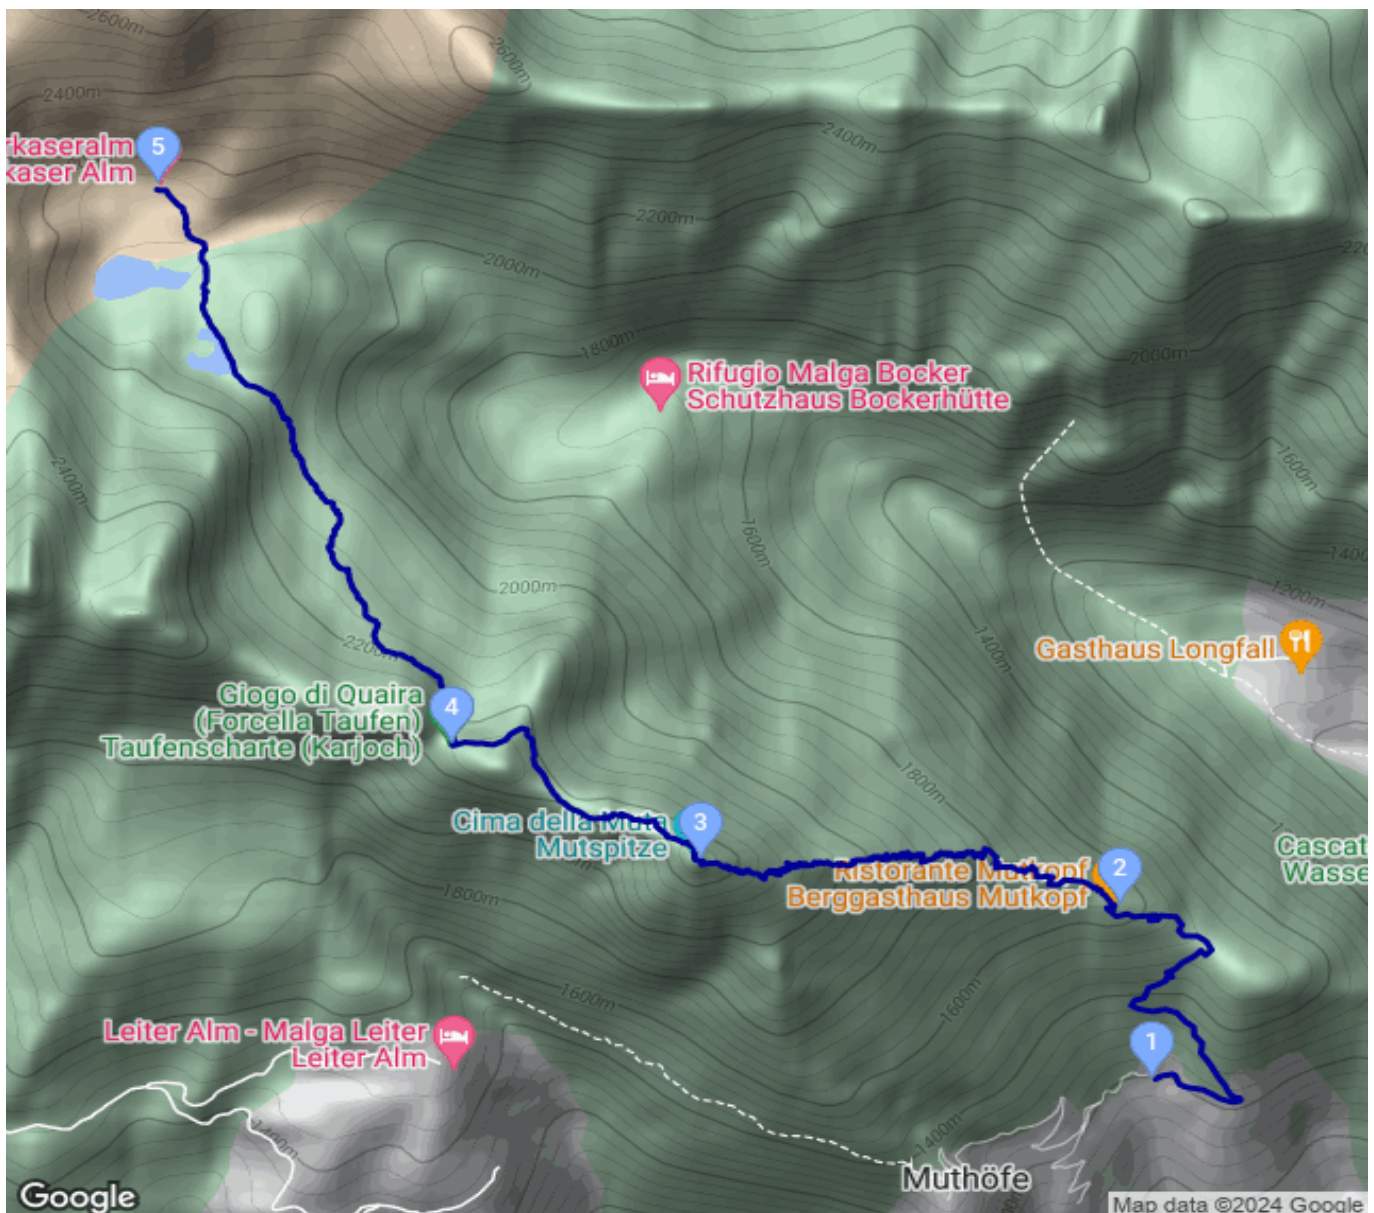 2600m
2600m
2400m
2400m
rkaseralm
kaser Alm
5
2200m
2000m
1800m
2000m
Rifugio Malga Bocker
Schutzhaus Bockerhütte
2400m
1600m
1600m
1400m
2000m
1200m
1400m
2200m
Gasthaus Longfall
Giogo di Quaira
(Forcella Taufen)
Taufenscharte (Karjoch)
4
1800m
Cima della Muta
Mutspitze
3
Ristorante Mutkopf
Berggasthaus Mutkopf
2
Cascat
Wasse
1800m
1600m
1600m
Leiter Alm - Malga Leiter
Leiter Alm
1
1400m
1400m
Muthöfe
Google
Map data ©2024 Google